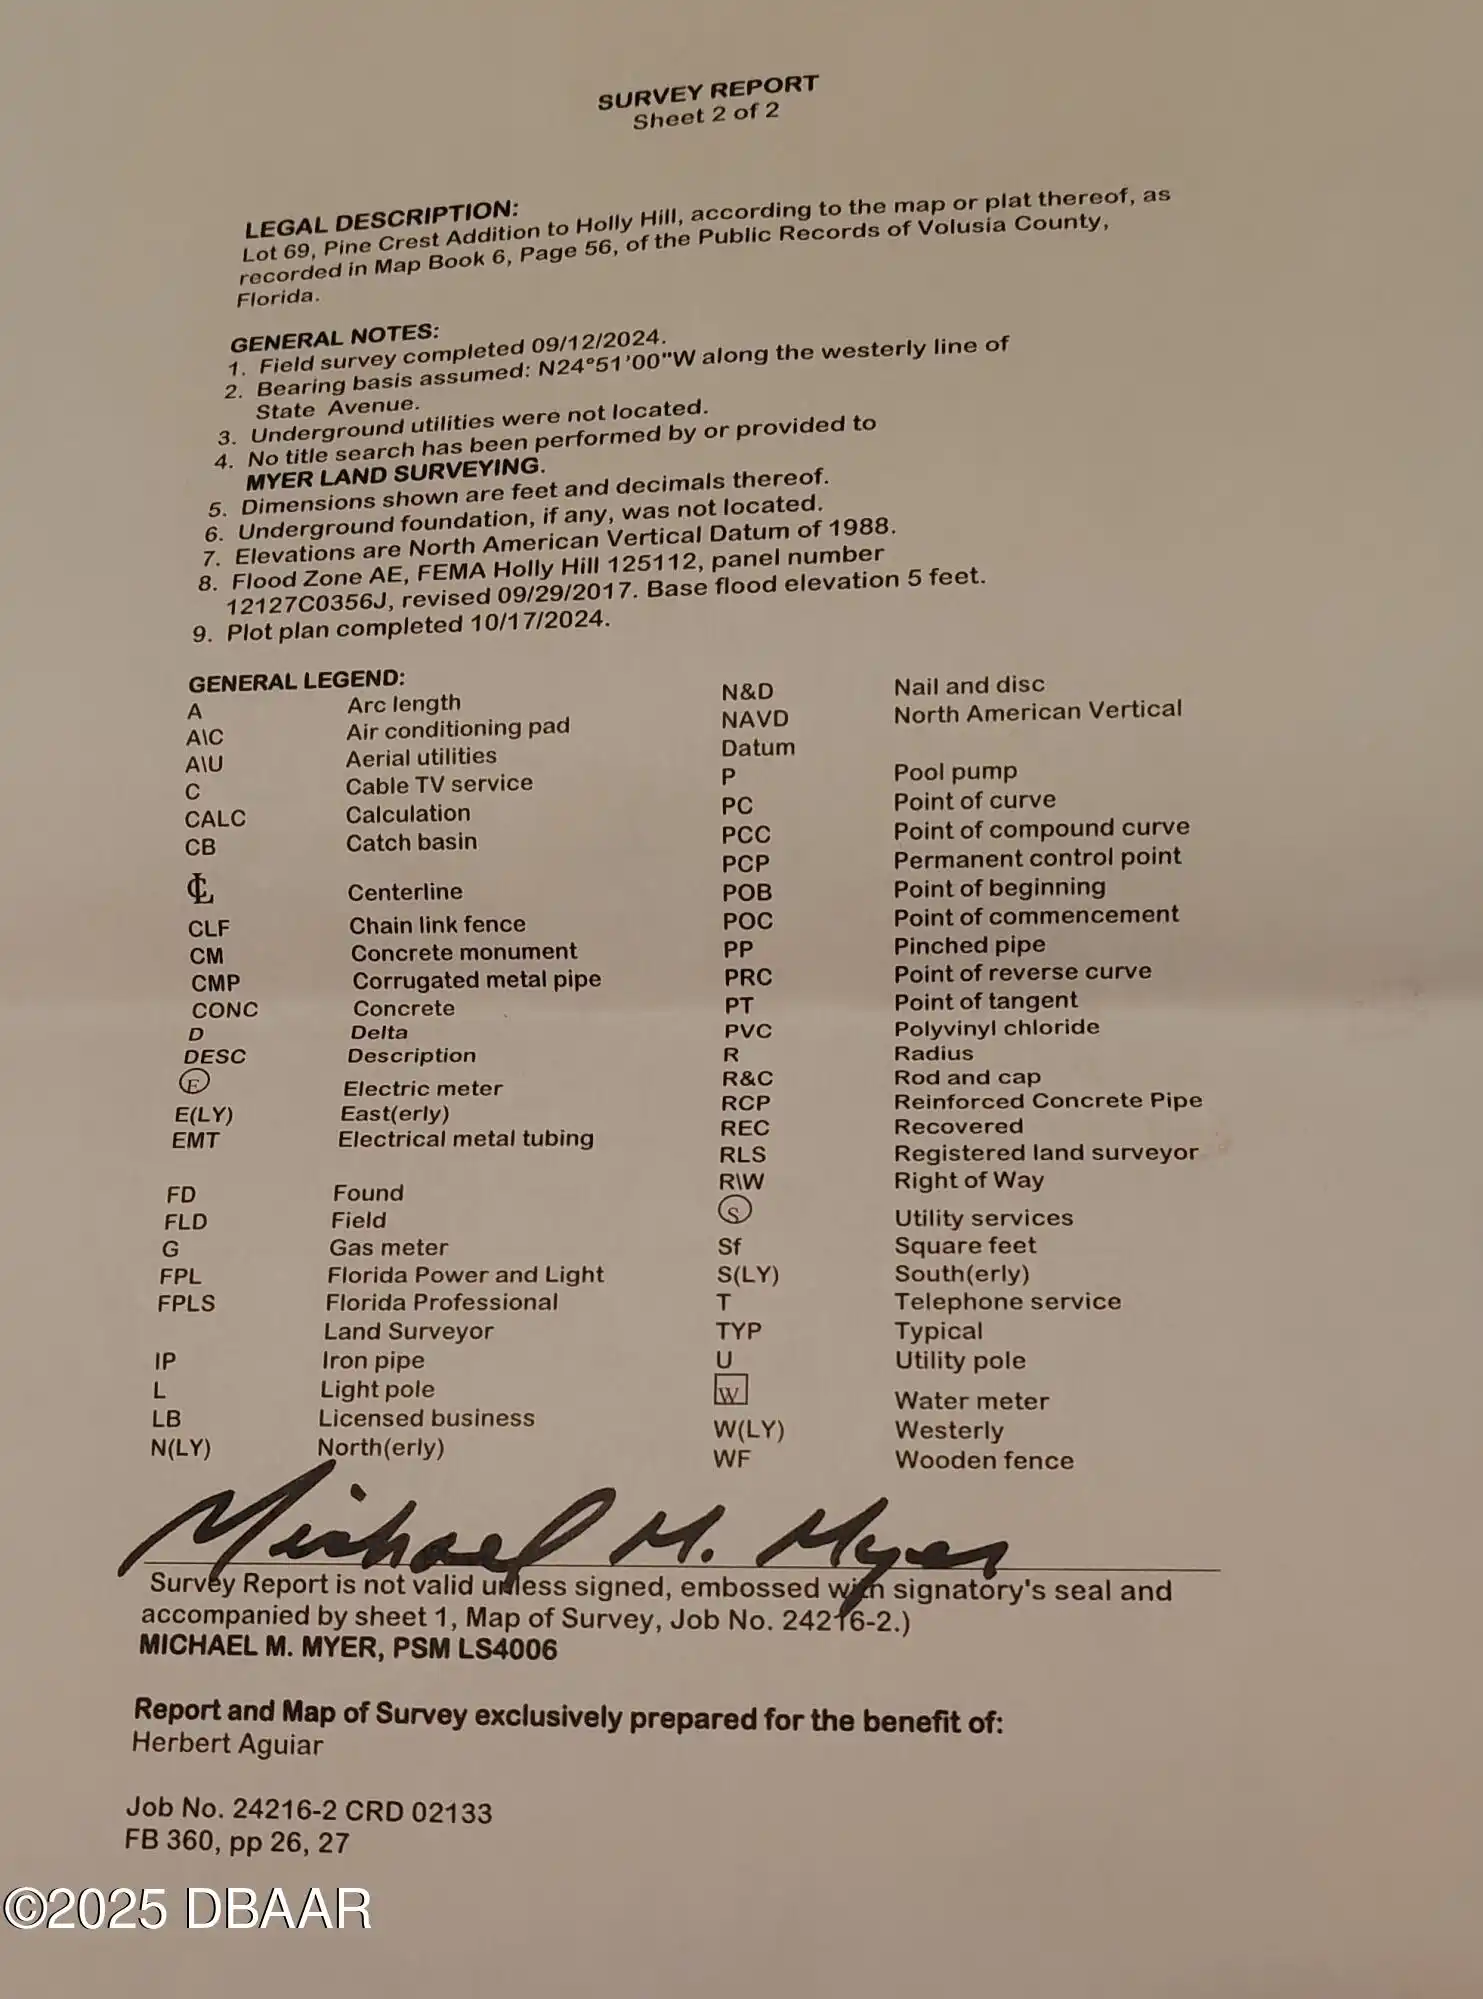 SURVEY REPORT
Sheet 2 of 2
LEGAL DESCRIPTION:
Lot 69, Pine Crest Addition to Holly Hill, according to the map or plat thereof, as
recorded in Map Book 6, Page 56, of the Public Records of Volusia County,
Florida.
GENERAL NOTES:
1. Field survey completed 09/12/2024.
2. Bearing basis assumed: N24°51'00"W along the westerly line of
State Avenue.
3. Underground utilities were not located.
4. No title search has been performed by or provided to
MYER LAND SURVEYING.
5. Dimensions shown are feet and decimals thereof.
6. Underground foundation, if any, was not located.
7. Elevations are North American Vertical Datum of 1988.
8. Flood Zone AE, FEMA Holly Hill 125112, panel number
12127C0356J, revised 09/29/2017. Base flood elevation 5 feet.
9. Plot plan completed 10/17/2024.
GENERAL LEGEND:
A Arc length
A\C Air conditioning pad
A\U Aerial utilities
C Cable TV service
CALC Calculation
CB Catch basin
℄ Centerline
CLF Chain link fence
CM Concrete monument
CMP Corrugated metal pipe
CONC Concrete
D Delta
DESC Description
E Electric meter
E(LY) East(erly)
EMT Electrical metal tubing
FD Found
FLD Field
G Gas meter
FPL Florida Power and Light
FPLS Florida Professional
Land Surveyor
IP Iron pipe
L Light pole
LB Licensed business
N(LY) North(erly)
N&D Nail and disc
NAVD North American Vertical
Datum
P Pool pump
PC Point of curve
PCC Point of compound curve
PCP Permanent control point
POB Point of beginning
POC Point of commencement
PP Pinched pipe
PRC Point of reverse curve
PT Point of tangent
PVC Polyvinyl chloride
R Radius
R&C Rod and cap
RCP Reinforced Concrete Pipe
REC Recovered
RLS Registered land surveyor
R\W Right of Way
S Utility services
Sf Square feet
S(LY) South(erly)
T Telephone service
TYP Typical
U Utility pole
W Water meter
W(LY) Westerly
WF Wooden fence
Michael M. Myer
Survey Report is not valid unless signed, embossed with signatory's seal and
accompanied by sheet 1, Map of Survey, Job No. 24216-2.)
MICHAEL M. MYER, PSM LS4006
Report and Map of Survey exclusively prepared for the benefit of:
Herbert Aguiar
Job No. 24216-2 CRD 02133
FB 360, pp 26, 27
©2025 DBAAR